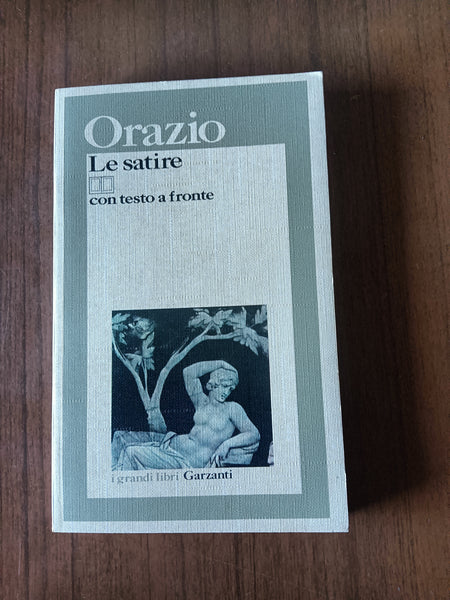 Orazio
Le satire
con testo a fronte
i grandi libri Garzanti